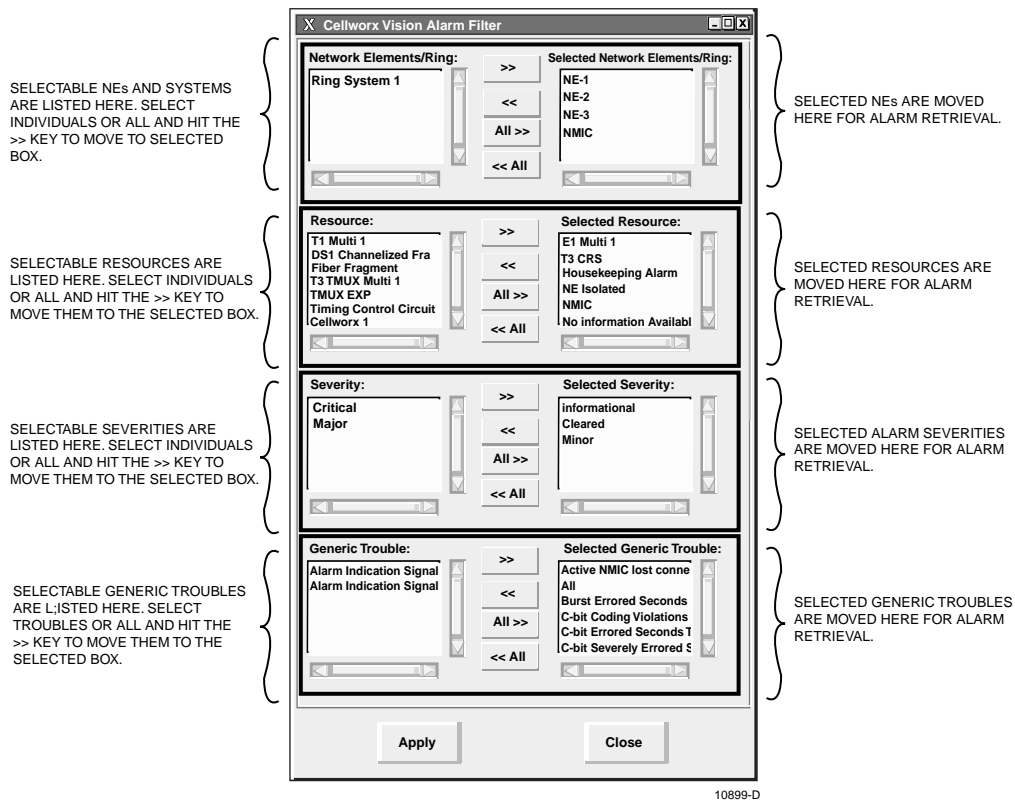 X Cellworx Vision Alarm Filter
SELECTABLE NEs AND SYSTEMS
ARE LISTED HERE. SELECT
INDIVIDUALS OR ALL AND HIT THE
>> KEY TO MOVE TO SELECTED
BOX.
Network Elements/Ring:
Ring System 1
>>
<<
All >>
<< All
Selected Network Elements/Ring:
NE-1
NE-2
NE-3
NMIC
SELECTED NEs ARE MOVED
HERE FOR ALARM RETRIEVAL.
SELECTABLE RESOURCES ARE
LISTED HERE. SELECT INDIVIDUALS
OR ALL AND HIT THE >> KEY TO
MOVE THEM TO THE SELECTED BOX.
Resource:
T1 Multi 1
DS1 Channelized Fra
Fiber Fragment
T3 TMUX Multi 1
TMUX EXP
Timing Control Circuit
Cellworx 1
>>
<<
All >>
<< All
Selected Resource:
E1 Multi 1
T3 CRS
Housekeeping Alarm
NE Isolated
NMIC
No information Availabl
SELECTED RESOURCES ARE
MOVED HERE FOR ALARM
RETRIEVAL.
SELECTABLE SEVERITIES ARE
LISTED HERE. SELECT INDIVIDUALS
OR ALL AND HIT THE >> KEY TO
MOVE THEM TO THE SELECTED BOX.
Severity:
Critical
Major
>>
<<
All >>
<< All
Selected Severity:
informational
Cleared
Minor
SELECTED ALARM SEVERITIES
ARE MOVED HERE FOR ALARM
RETRIEVAL.
SELECTABLE GENERIC TROUBLES
ARE L;ISTED HERE. SELECT
TROUBLES OR ALL AND HIT THE
>> KEY TO MOVE THEM TO THE
SELECTED BOX.
Generic Trouble:
Alarm Indication Signal
Alarm Indication Signal
>>
<<
All >>
<< All
Selected Generic Trouble:
Active NMIC lost conne
All
Burst Errored Seconds
C-bit Coding Violations
C-bit Errored Seconds T
C-bit Severely Errored S
SELECTED GENERIC TROUBLES
ARE MOVED HERE FOR ALARM
RETRIEVAL.
Apply
Close
10899-D